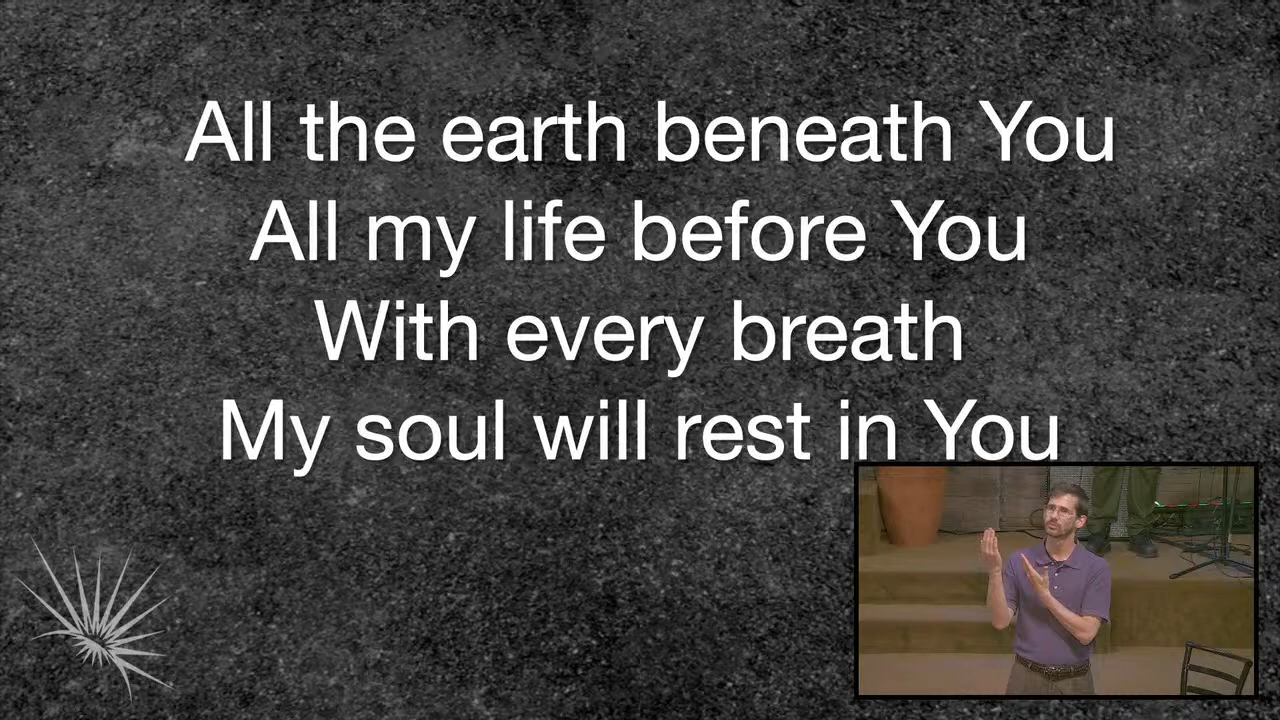 All the earth beneath You
All my life before You
With every breath
My soul will rest in You